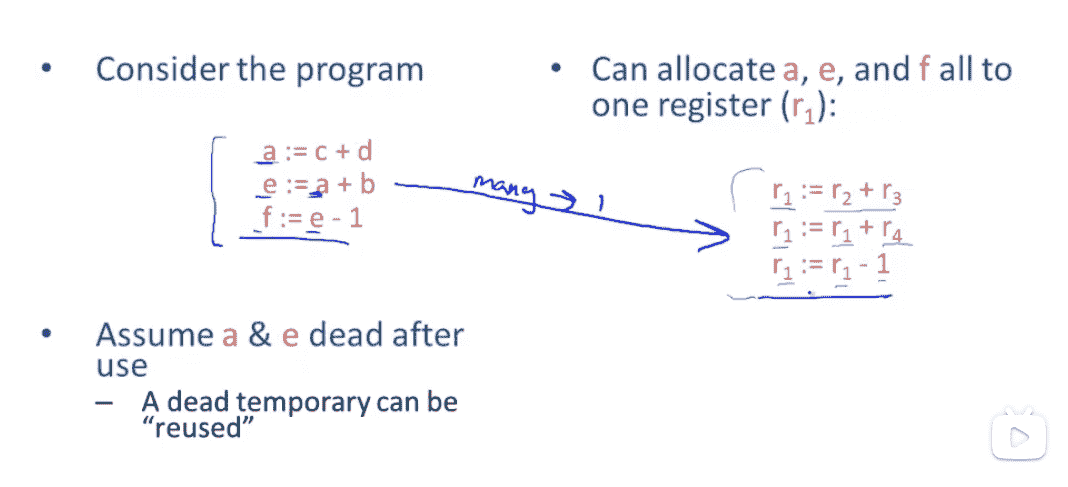 • Consider the program
a := c + d
e := a + b
f := e - 1
• Assume a & e dead after
use
– A dead temporary can be
“reused”
many → 1
• Can allocate a, e, and f all to
one register (r₁):
r₁ := r₂ + r₃
r₁ := r₁ + r₄
r₁ := r₁ - 1